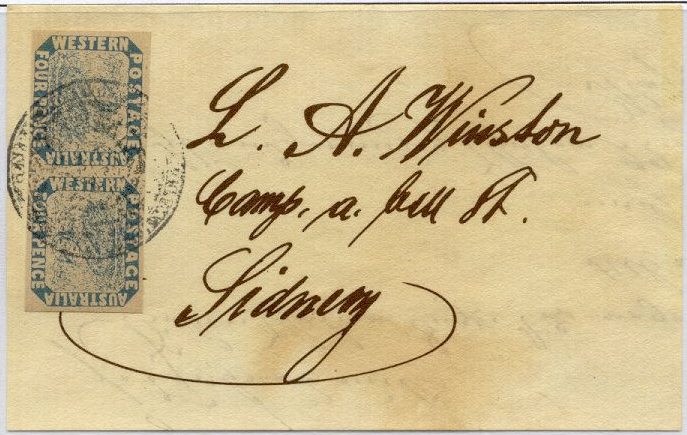 WESTERN
POSTAGE
AUSTRALIA
FOUR PENCE
WESTERN
POSTAGE
AUSTRALIA
FOUR PENCE
L. A. Winston
Camp. a. bell St.
Sidney